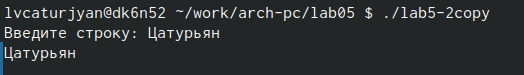 lvcaturjyan@dk6n52 ~/work/arch-pc/lab05 $ ./lab5-2copy
Введите строку: Цатурьян
Цатурьян